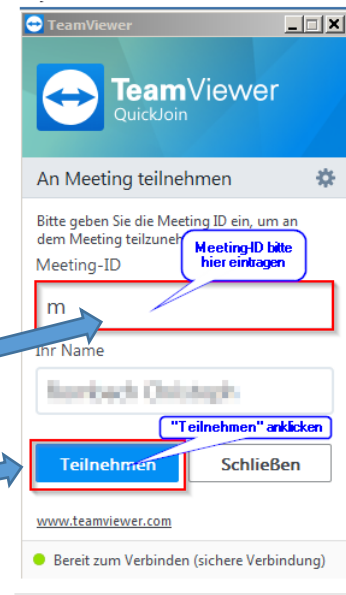 TeamViewer
TeamViewer
QuickJoin
An Meeting teilnehmen
Bitte geben Sie die Meeting ID ein, um an
dem Meeting
Meeting-ID bitte
hier eintragen
Meeting-ID
m
Ihr Name
"Teilnehmen" anklicken
Teilnehmen
Schließen
www.teamviewer.com
Bereit zum Verbinden (sichere Verbindung)